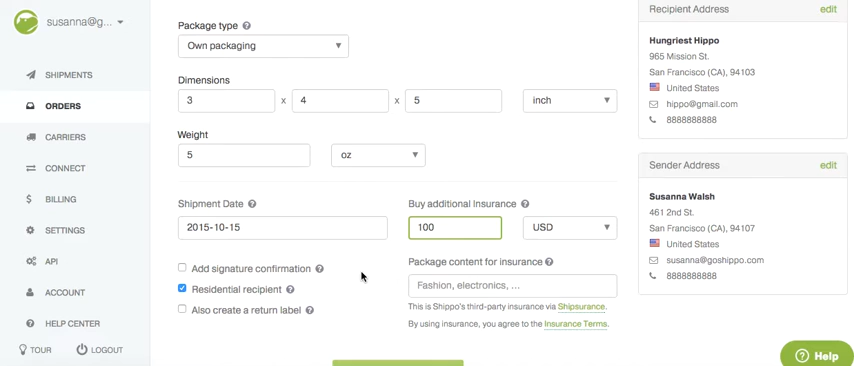 susanna@g...
SHIPMENTS
ORDERS
CARRIERS
CONNECT
BILLING
SETTINGS
API
ACCOUNT
HELP CENTER
TOUR
LOGOUT
Package type ?
Own packaging
Dimensions
3 x 4 x 5 inch
Weight
5 oz
Shipment Date ?
2015-10-15
Buy additional Insurance ?
100 USD
Add signature confirmation ?
Residential recipient ?
Also create a return label ?
Package content for insurance ?
Fashion, electronics, ...
This is Shippo's third-party insurance via Shipsurance.
By using insurance, you agree to the Insurance Terms.
Recipient Address edit
Hungriest Hippo
965 Mission St.
San Francisco (CA), 94103
United States
hippo@gmail.com
8888888888
Sender Address edit
Susanna Walsh
461 2nd St.
San Francisco (CA), 94107
United States
susanna@goshippo.com
8888888888
? Help